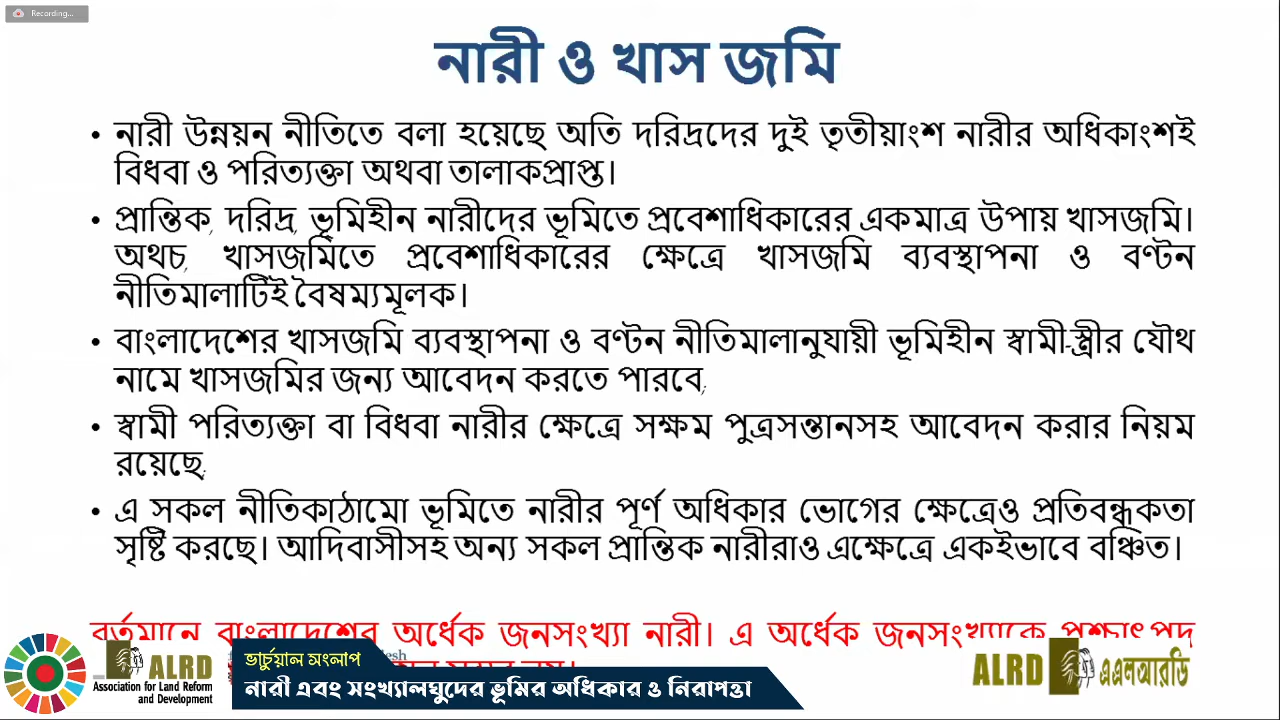 Recording...
নারী ও খাস জমি
• নারী উন্নয়ন নীতিতে বলা হয়েছে অতি দরিদ্রদের দুই তৃতীয়াংশ নারীর অধিকাংশই
বিধবা ও পরিত্যক্তা অথবা তালাকপ্রাপ্ত।
• প্রান্তিক, দরিদ্র, ভূমিহীন নারীদের ভূমিতে প্রবেশাধিকারের একমাত্র উপায় খাসজমি।
অথচ, খাসজমিতে প্রবেশাধিকারের ক্ষেত্রে খাসজমি ব্যবস্থাপনা ও বণ্টন
নীতিমালাটিই বৈষম্যমূলক।
• বাংলাদেশের খাসজমি ব্যবস্থাপনা ও বণ্টন নীতিমালানুযায়ী ভূমিহীন স্বামী-স্ত্রীর যৌথ
নামে খাসজমির জন্য আবেদন করতে পারবে;
• স্বামী পরিত্যক্তা বা বিধবা নারীর ক্ষেত্রে সক্ষম পুত্রসন্তানসহ আবেদন করার নিয়ম
রয়েছে;
• এ সকল নীতিকাঠামো ভূমিতে নারীর পূর্ণ অধিকার ভোগের ক্ষেত্রেও প্রতিবন্ধকতা
সৃষ্টি করছে। আদিবাসীসহ অন্য সকল প্রান্তিক নারীরাও এক্ষেত্রে একইভাবে বঞ্চিত।
বর্তমানে বাংলাদেশের অর্ধেক জনসংখ্যা নারী। এ অর্ধেক জনসংখ্যাকে পশ্চাৎপদ
ALRD
Association for Land Reform
and Development
ভার্চুয়াল সংলাপ
নারী এবং সংখ্যালঘুদের ভূমির অধিকার ও নিরাপত্তা
ALRD এএলআরডি